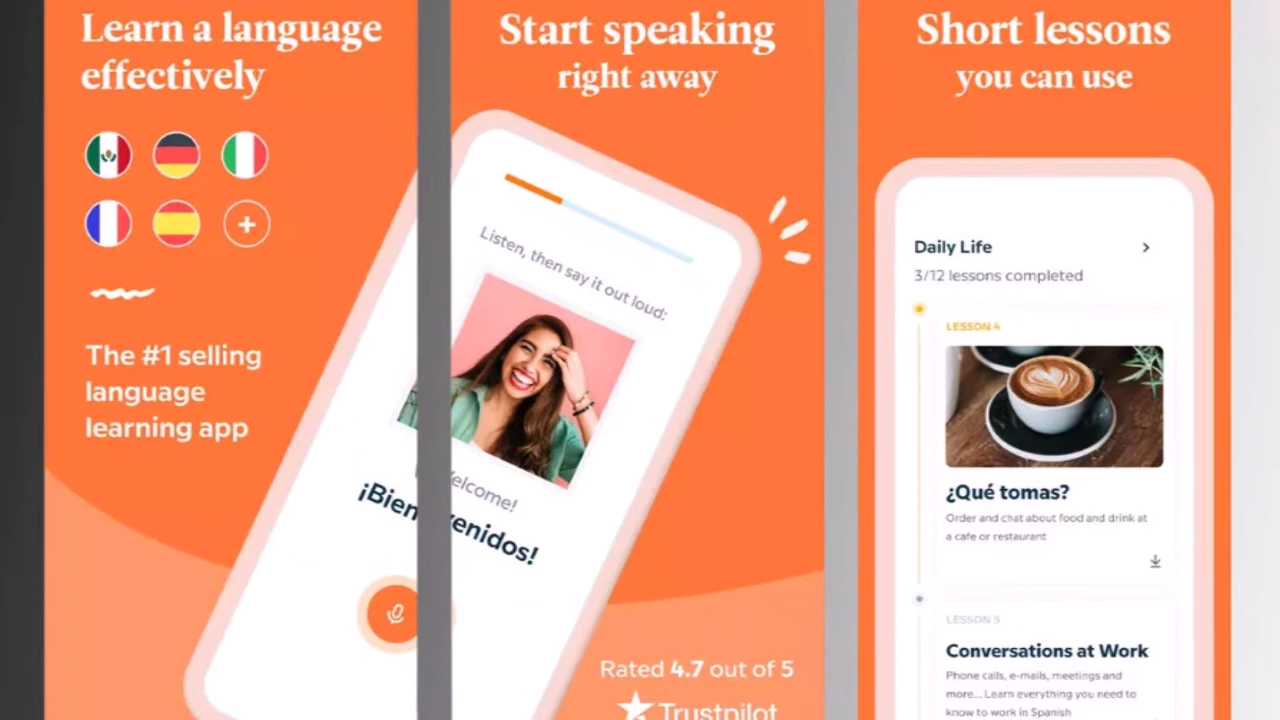 Learn a language
effectively
The #1 selling
language
learning app
Start speaking
right away
Listen, then say it out loud:
elcome!
¡Bienvenidos!
Rated 4.7 out of 5
Trustpilot
Short lessons
you can use
Daily Life
3/12 lessons completed
LESSON 4
¿Qué tomas?
Order and chat about food and drink at
a cafe or restaurant
LESSON 5
Conversations at Work
Phone calls, e-mails, meetings and
more... Learn everything you need to
know to work in Spanish